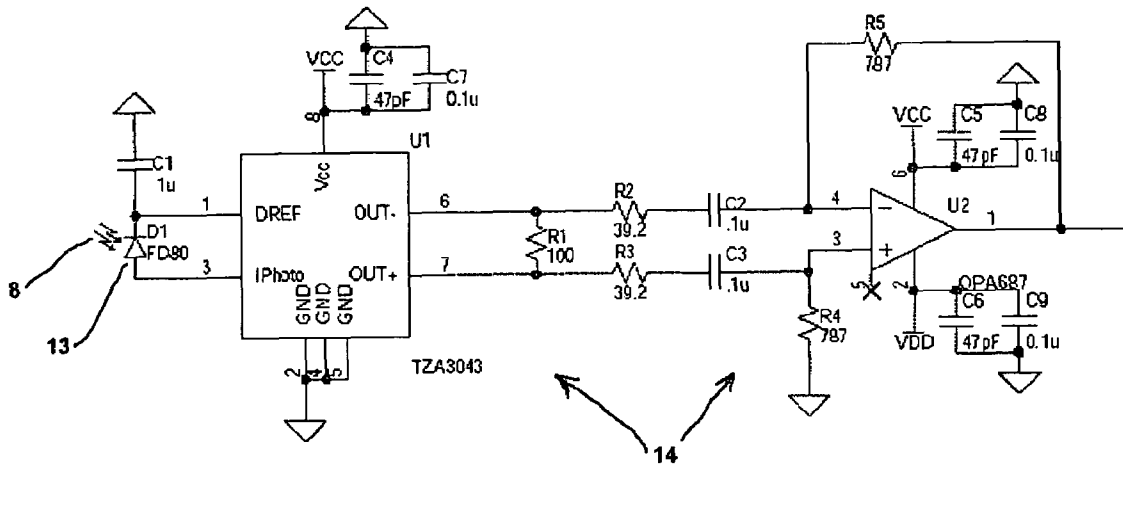 R5
787
VCC
C4
47pF
C7
0.1u
8
U1
Vcc
C1
1u
1
DREF
OUT-
6
D1
FD80
3
IPhoto
OUT+
7
GND
GND
GND
2
4
5
TZA3043
R2
39.2
C2
.1u
R1
100
R3
39.2
C3
.1u
R4
787
VCC
C5
47pF
C8
0.1u
6
4
−
U2
1
3
+
5
2
OPA687
C6
47pF
C9
0.1u
VDD
8
13
14